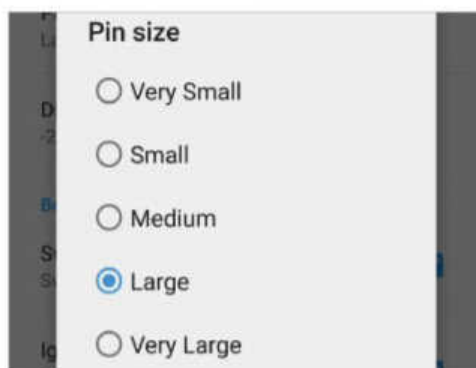 Pin size
Very Small
Small
Medium
Large
Very Large